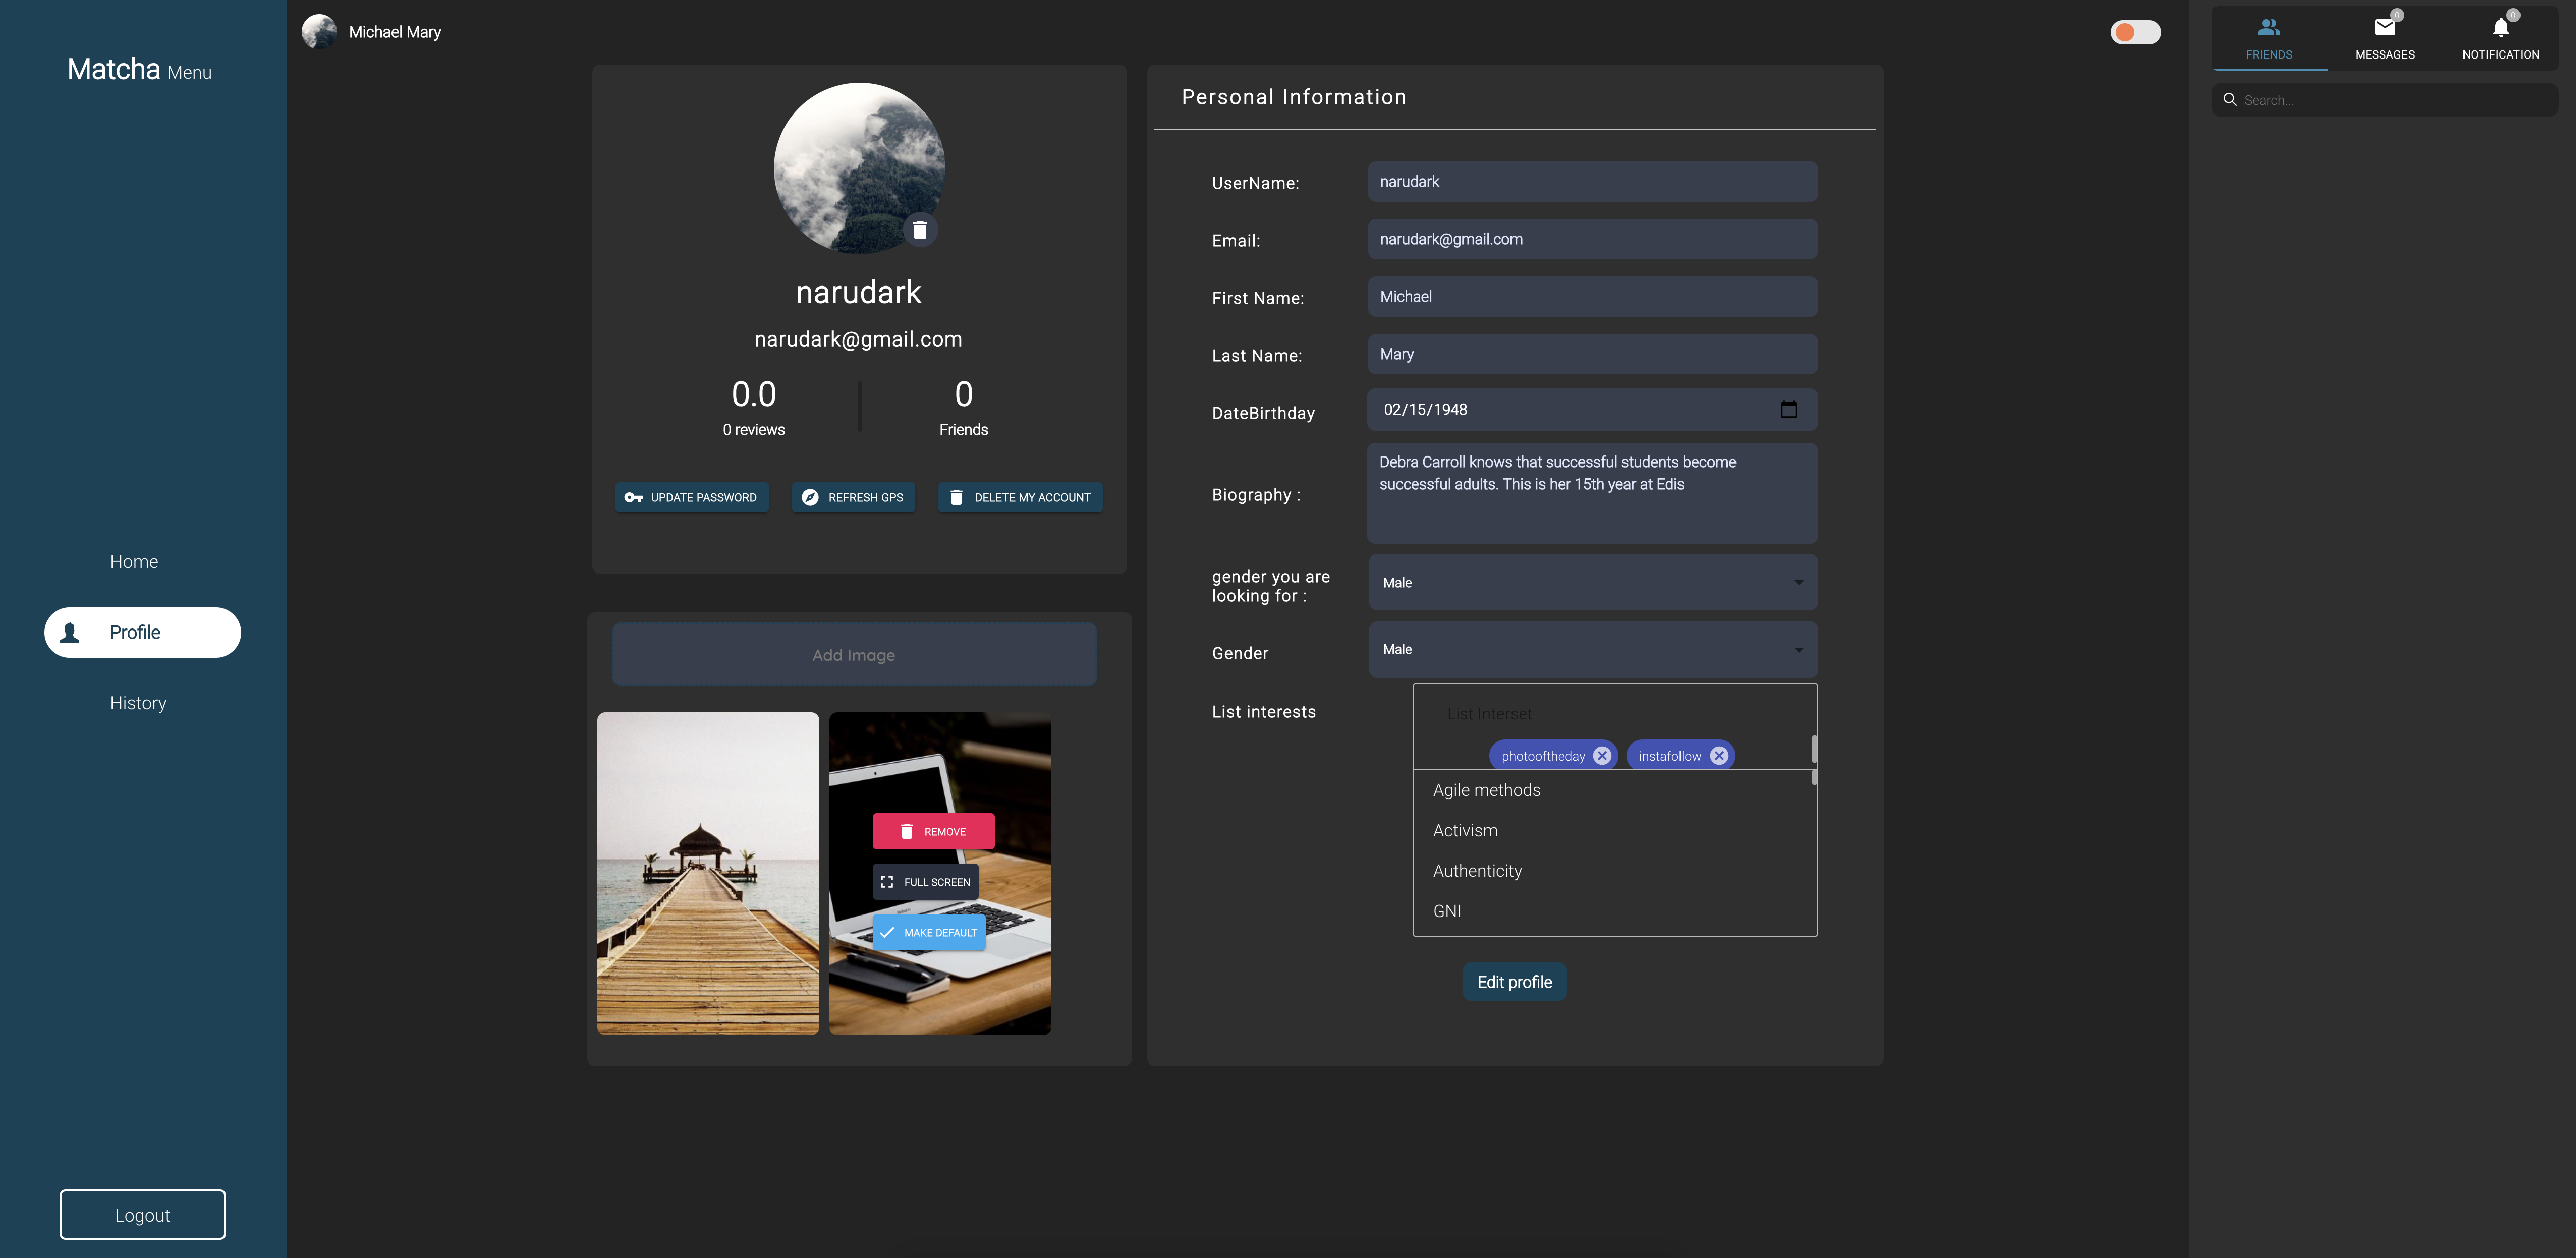 Matcha Menu
Home
Profile
History
Logout
Michael Mary
narudark
narudark@gmail.com
0.0
0 reviews
0
Friends
UPDATE PASSWORD
REFRESH GPS
DELETE MY ACCOUNT
Add Image
REMOVE
FULL SCREEN
MAKE DEFAULT
Personal Information
UserName:
narudark
Email:
narudark@gmail.com
First Name:
Michael
Last Name:
Mary
DateBirthday
02/15/1948
Biography :
Debra Carroll knows that successful students become
successful adults. This is her 15th year at Edis
gender you are
looking for :
Male
Gender
Male
List interests
List Interset
photooftheday
instafollow
Agile methods
Activism
Authenticity
GNI
Edit profile
FRIENDS
0
MESSAGES
0
NOTIFICATION
Search...